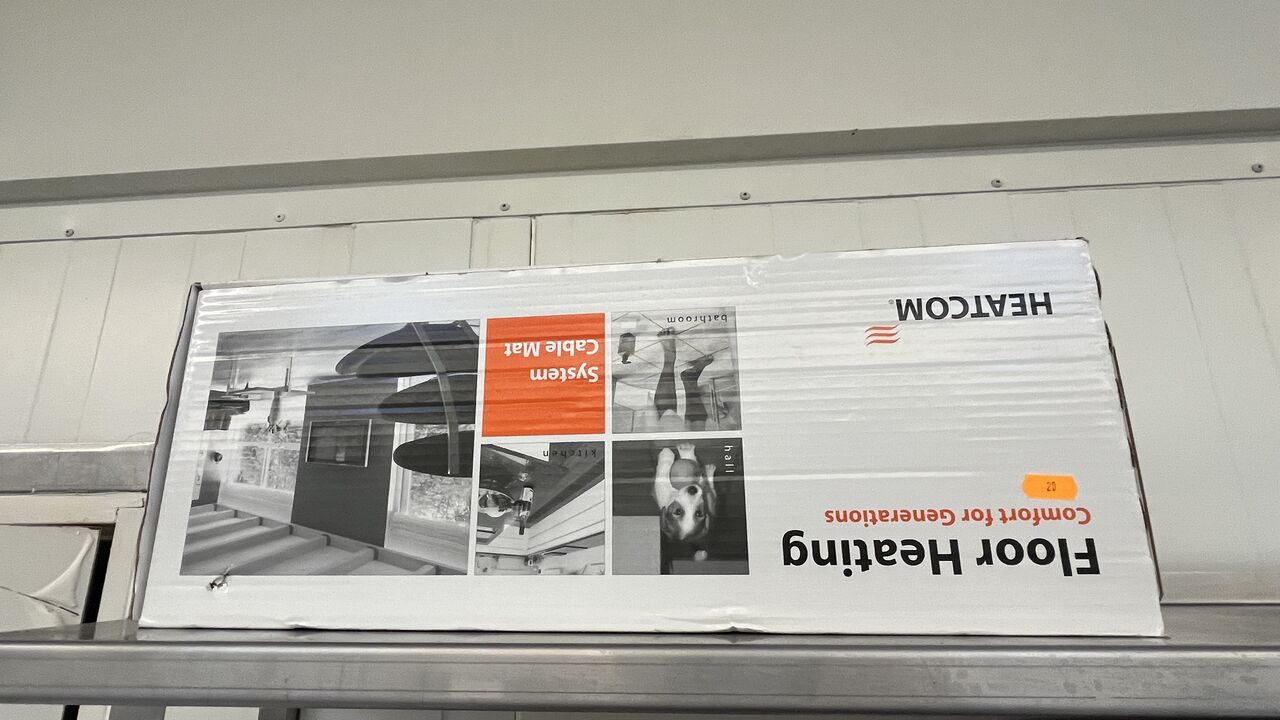 Floor Heating
Comfort for Generations
20
HEATCOM®
hall
kitchen
System
Cable Mat
bathroom